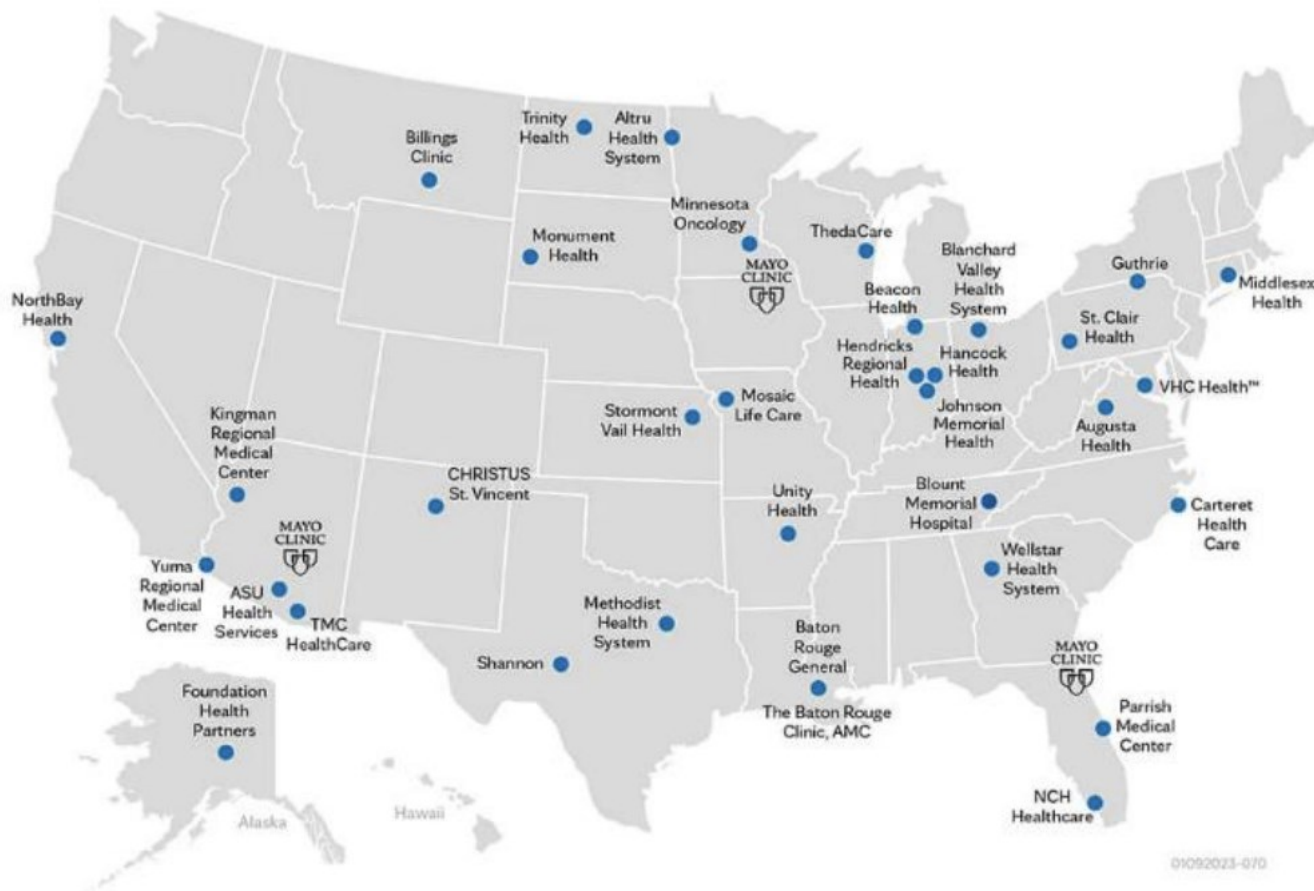 Trinity
Health
Altru
Health
System
Billings
Clinic
Minnesota
Oncology
ThedaCare
Monument
Health
MAYO
CLINIC
Blanchard
Valley
Health
System
Guthrie
Middlesex
Health
Beacon
Health
NorthBay
Health
St. Clair
Health
Hendricks
Regional
Health
Hancock
Health
VHC Health™
Mosaic
Life Care
Johnson
Memorial
Health
Augusta
Health
Stormont
Vail Health
Kingman
Regional
Medical
Center
CHRISTUS
St. Vincent
Unity
Health
Blount
Memorial
Hospital
Carteret
Health
Care
MAYO
CLINIC
Wellstar
Health
System
Yuma
Regional
Medical
Center
ASU
Health
Services
TMC
HealthCare
Methodist
Health
System
Baton
Rouge
General
Shannon
MAYO
CLINIC
The Baton Rouge
Clinic, AMC
Foundation
Health
Partners
Parrish
Medical
Center
NCH
Healthcare
Hawaii
Alaska
01092023-070